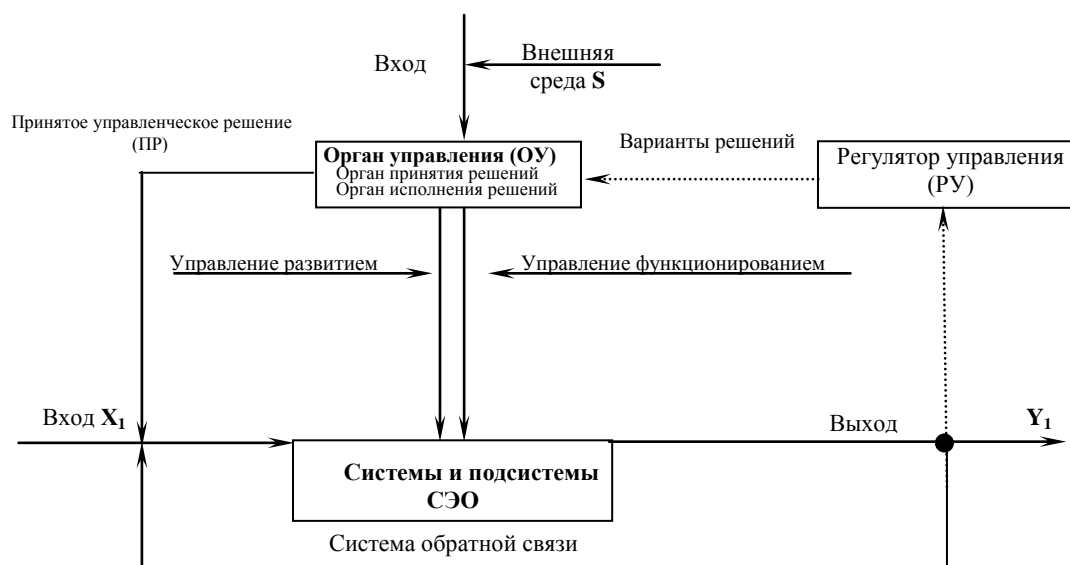 Вход
Внешняя
среда S
Принятое управленческое решение
(ПР)
Орган управления (ОУ)
Орган принятия решений
Орган исполнения решений
Варианты решений
Регулятор управления
(РУ)
Управление развитием
Управление функционированием
Вход X₁
Выход
Y₁
Системы и подсистемы
СЭО
Система обратной связи